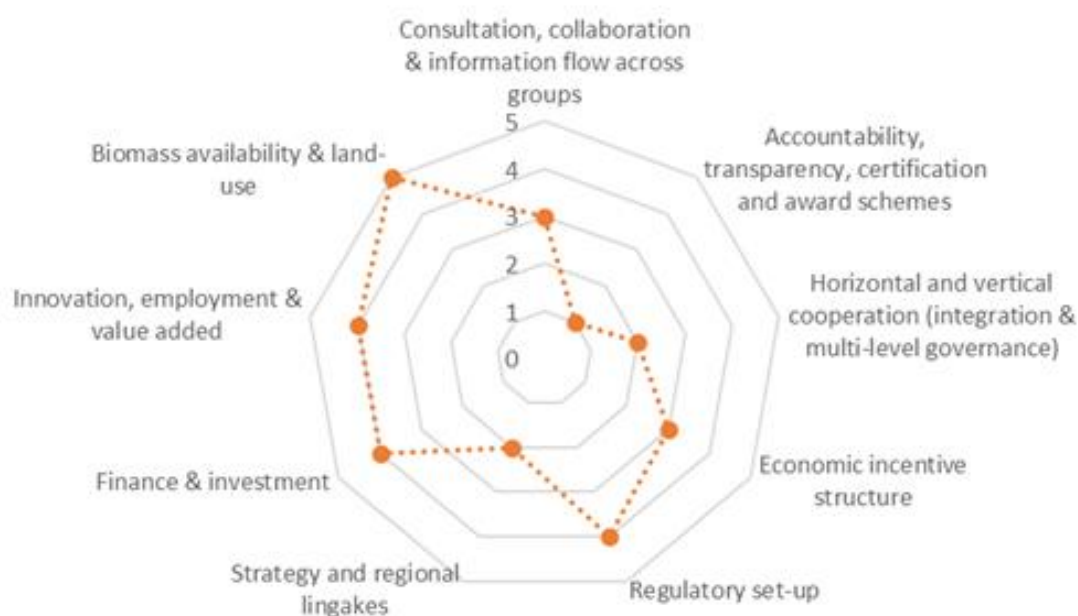 Consultation, collaboration
& information flow across
groups
5
4
3
2
1
0
Accountability,
transparency, certification
and award schemes
Horizontal and vertical
cooperation (integration &
multi-level governance)
Economic incentive
structure
Regulatory set-up
Strategy and regional
lingakes
Finance & investment
Innovation, employment &
value added
Biomass availability & land-
use